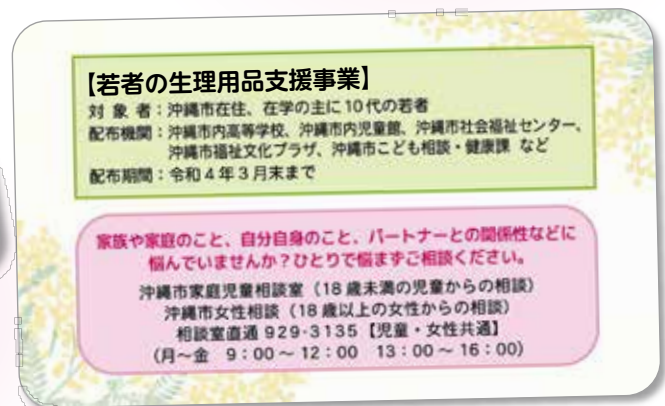 【若者の生理用品支援事業】
対象者：沖縄市在住、在学の主に10代の若者
配布機関：沖縄市内高等学校、沖縄市内児童館、沖縄市社会福祉センター、
沖縄市福祉文化プラザ、沖縄市こども相談・健康課 など
配布期間：令和4年3月末まで
家族や家庭のこと、自分自身のこと、パートナーとの関係性などに
悩んでいませんか？ひとりで悩まずご相談ください。
沖縄市家庭児童相談室（18歳未満の児童からの相談）
沖縄市女性相談（18歳以上の女性からの相談）
相談室直通 929-3135【児童・女性共通】
（月～金 9：00～12：00 13：00～16：00）